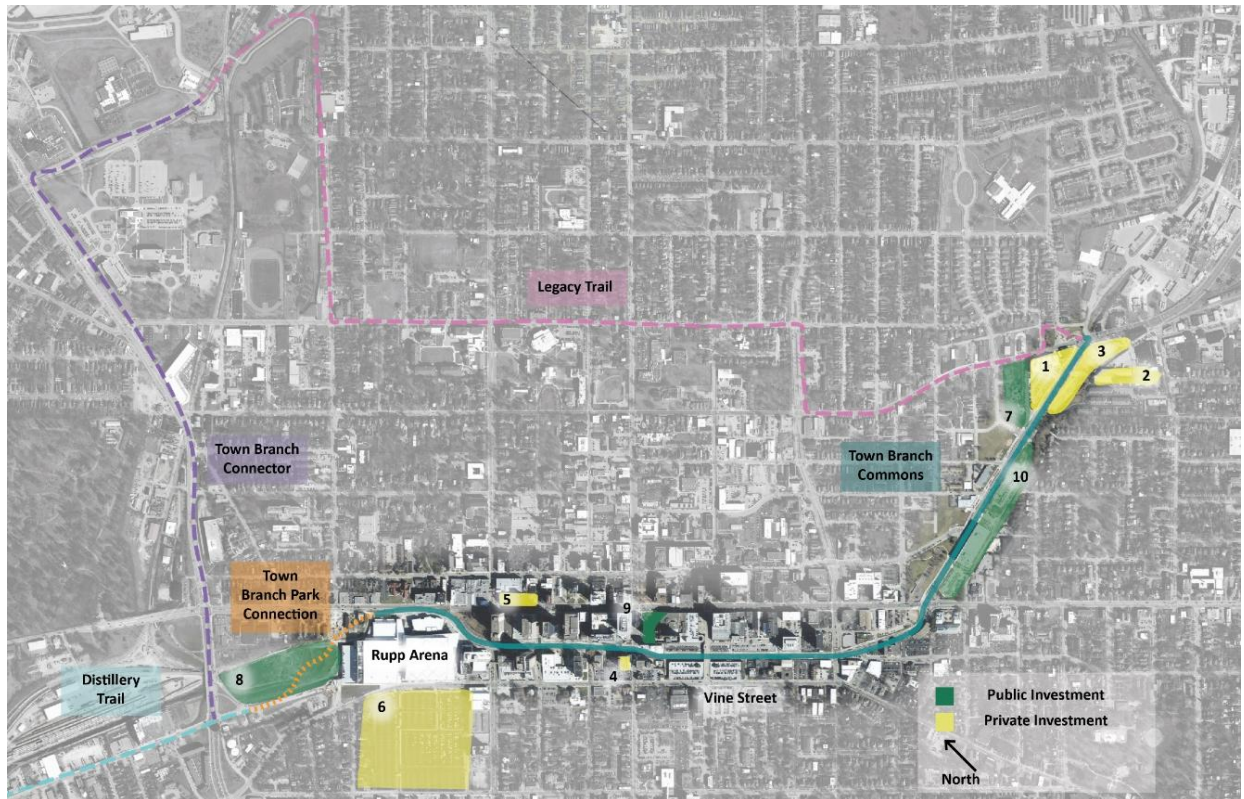 Legacy Trail
3
1
2
7
Town Branch
Commons
Town Branch
Connector
10
Town
Branch Park
Connection
5
9
Rupp Arena
8
Distillery
Trail
4
Vine Street
6
Public Investment
Private Investment
North